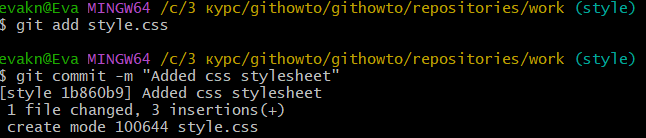 evakn@Eva MINGW64 /c/3 курс/githowto/githowto/repositories/work (style)
$ git add style.css
evakn@Eva MINGW64 /c/3 курс/githowto/githowto/repositories/work (style)
$ git commit -m "Added css stylesheet"
[style 1b860b9] Added css stylesheet
1 file changed, 3 insertions(+)
create mode 100644 style.css